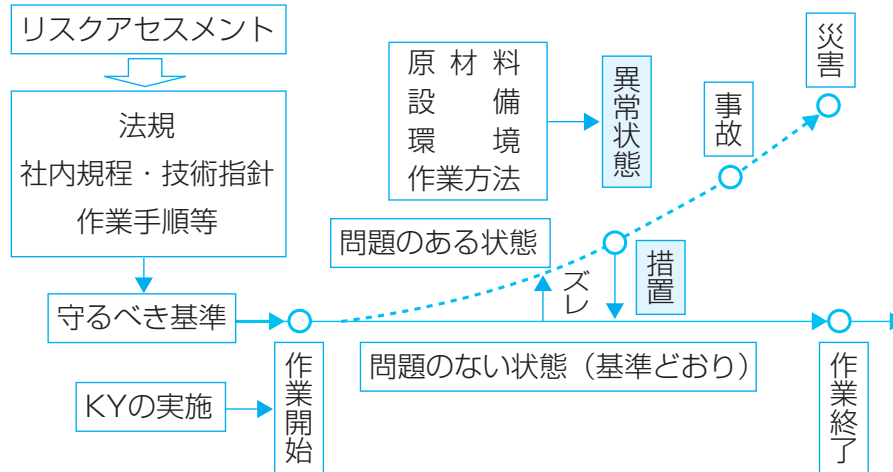 リスクアセスメント
法規
社内規程・技術指針
作業手順等
守るべき基準
KYの実施
作業開始
原材料
設備
環境
作業方法
異常状態
問題のある状態
ズレ
措置
事故
災害
問題のない状態（基準どおり）
作業終了